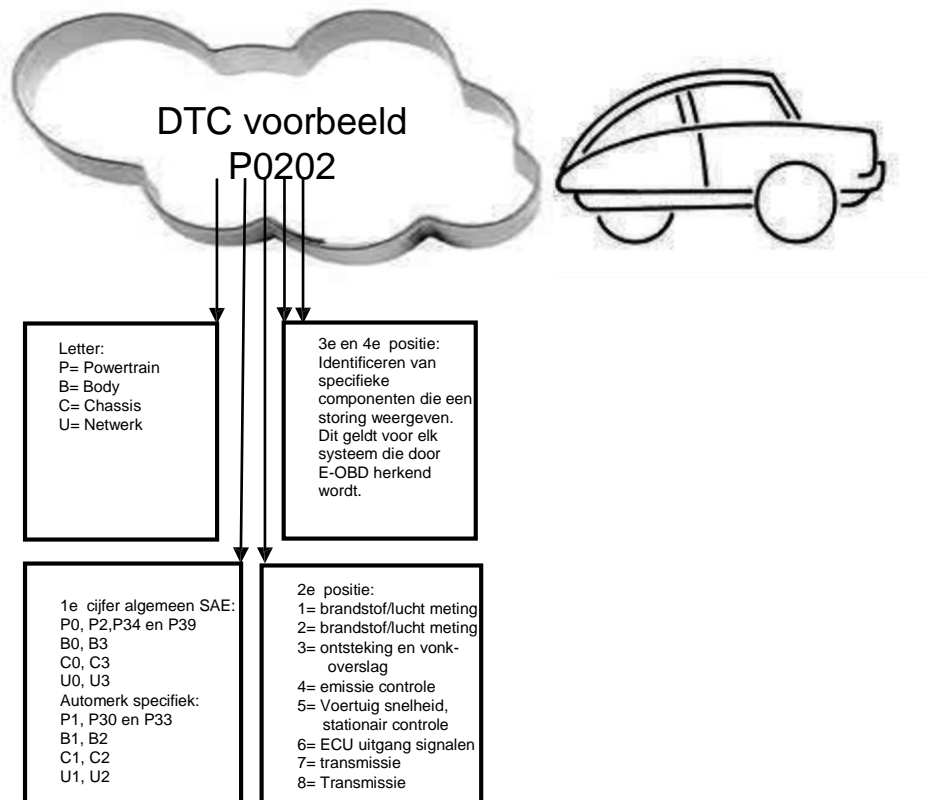 DTC voorbeeld
P0202
Letter:
P= Powertrain
B= Body
C= Chassis
U= Netwerk
3e en 4e positie:
Identificeren van
specifieke
componenten die een
storing weergeven.
Dit geldt voor elk
systeem die door
E-OBD herkend
wordt.
1e cijfer algemeen SAE:
P0, P2,P34 en P39
B0, B3
C0, C3
U0, U3
Automerk specifiek:
P1, P30 en P33
B1, B2
C1, C2
U1, U2
2e positie:
1= brandstof/lucht meting
2= brandstof/lucht meting
3= ontsteking en vonk-
overslag
4= emissie controle
5= Voertuig snelheid,
stationair controle
6= ECU uitgang signalen
7= transmissie
8= Transmissie